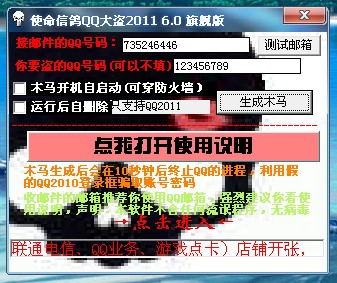 使命信鸽QQ大盗2011 6.0 旗舰版
接邮件的QQ号码：735246446 测试邮箱
你要盗的QQ号码(可以不填)123456789
木马开机自启动(可穿防火墙)
运行后自删除 只支持QQ2011 生成木马
点我打开使用说明
木马生成后会在10秒钟后终止QQ的进程，利用假
的QQ2010登录框骗取账号密码
收邮件的邮箱推荐你使用QQ邮箱，强烈建议你看使
用说明，声明：本软件不含任何流氓程序，无病毒
点击进入
联通电信、QQ业务、游戏点卡）店铺开张，